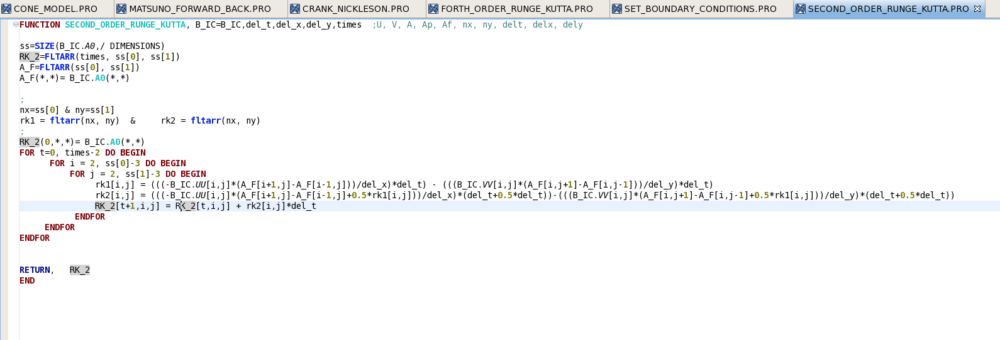 CONE_MODEL.PRO MATSUNO_FORWARD_BACK.PRO CRANK_NICKLESON.PRO FORTH_ORDER_RUNGE_KUTTA.PRO SET_BOUNDARY_CONDITIONS.PRO SECOND_ORDER_RUNGE_KUTTA.PRO
FUNCTION SECOND_ORDER_RUNGE_KUTTA, B_IC=B_IC,del_t,del_x,del_y,times  ;U, V, A, Ap, Af, nx, ny, delt, delx, dely
ss=SIZE(B_IC.A0,/ DIMENSIONS)
RK_2=FLTARR(times, ss[0], ss[1])
A_F=FLTARR(ss[0], ss[1])
A_F(*,*)= B_IC.A0(*,*)
;
nx=ss[0] & ny=ss[1]
rk1 = fltarr(nx, ny)  &     rk2 = fltarr(nx, ny)
;
RK_2(0,*,*)= B_IC.A0(*,*)
FOR t=0, times-2 DO BEGIN
FOR i = 2, ss[0]-3 DO BEGIN
FOR j = 2, ss[1]-3 DO BEGIN
rk1[i,j] = (((-B_IC.UU[i,j]*(A_F[i+1,j]-A_F[i-1,j]))/del_x)*del_t) - (((B_IC.VV[i,j]*(A_F[i,j+1]-A_F[i,j-1]))/del_y)*del_t)
rk2[i,j] = (((-B_IC.UU[i,j]*(A_F[i+1,j]-A_F[i-1,j]+0.5*rk1[i,j]))/del_x)*(del_t+0.5*del_t))-(((B_IC.VV[i,j]*(A_F[i,j+1]-A_F[i,j-1]+0.5*rk1[i,j]))/del_y)*(del_t+0.5*del_t))
RK_2[t+1,i,j] = RK_2[t,i,j] + rk2[i,j]*del_t
ENDFOR
ENDFOR
ENDFOR
RETURN,   RK_2
END